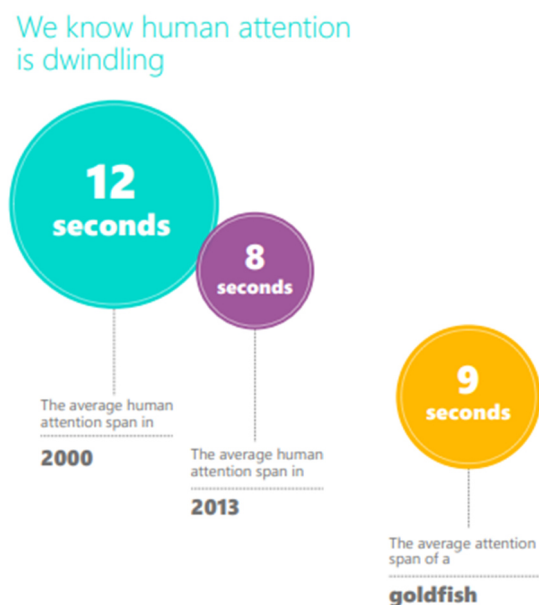 We know human attention
is dwindling
12
seconds
8
seconds
The average human
attention span in
2000
The average human
attention span in
2013
9
seconds
The average attention
span of a
goldfish